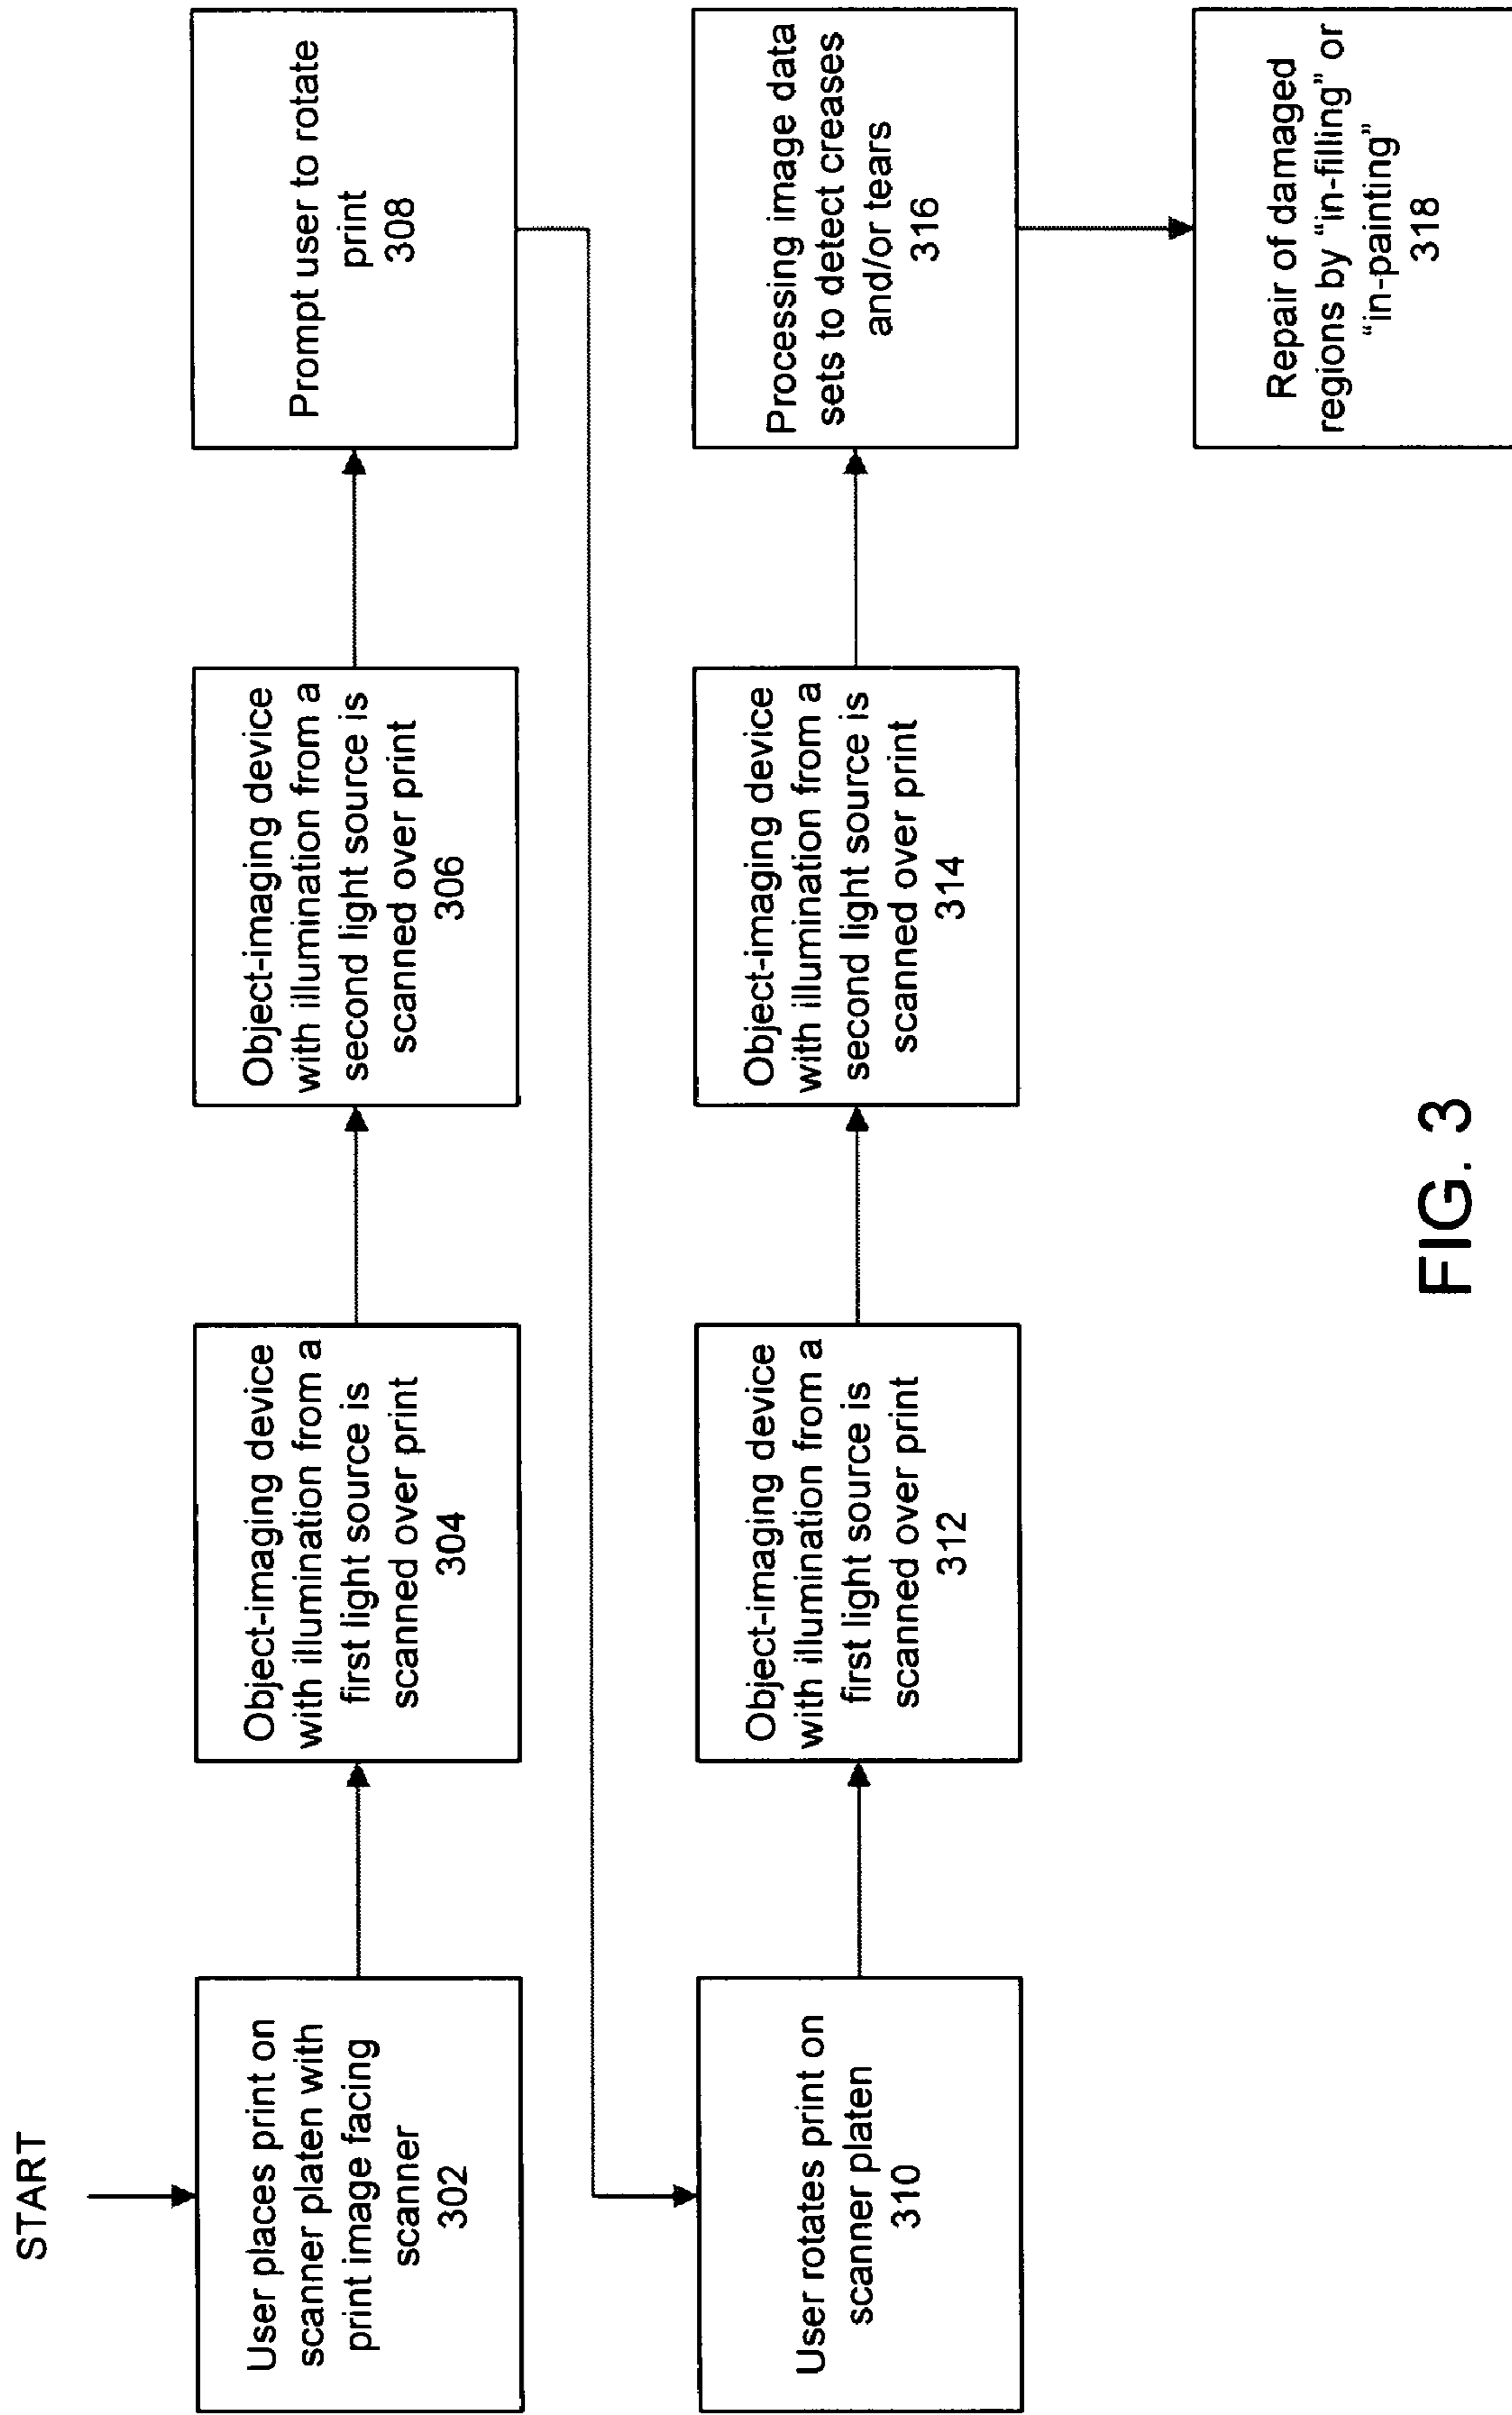 START
User places print on
scanner platen with
print image facing
scanner
302
Object-imaging device
with illumination from a
first light source is
scanned over print
304
Object-imaging device
with illumination from a
second light source is
scanned over print
306
Prompt user to rotate
print
308
User rotates print on
scanner platen
310
Object-imaging device
with illumination from a
first light source is
scanned over print
312
Object-imaging device
with illumination from a
second light source is
scanned over print
314
Processing image data
sets to detect creases
and/or tears
316
Repair of damaged
regions by “in-filling” or
“in-painting”
318
FIG. 3